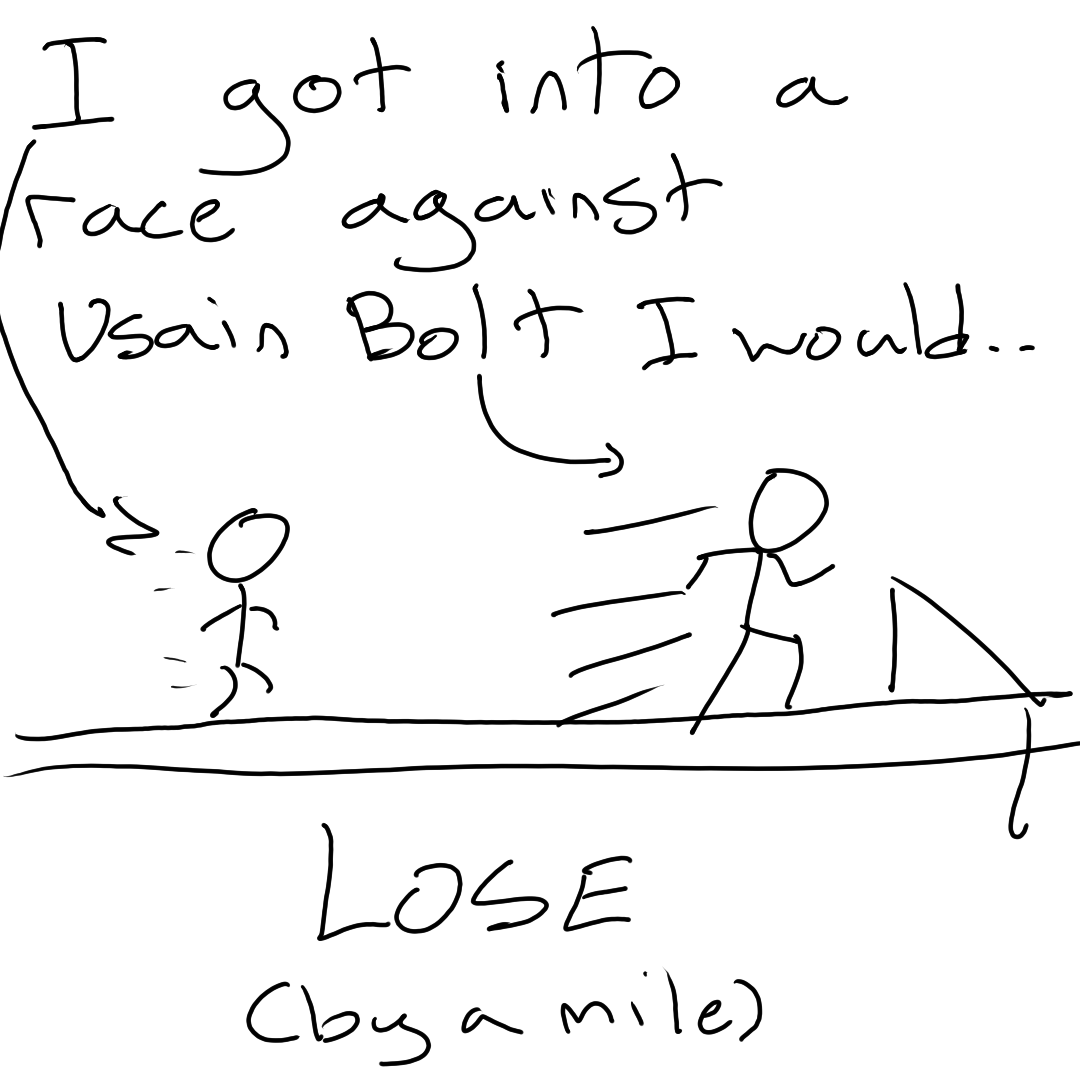 I got into a
race against
Usain Bolt I would..
LOSE
(by a mile)